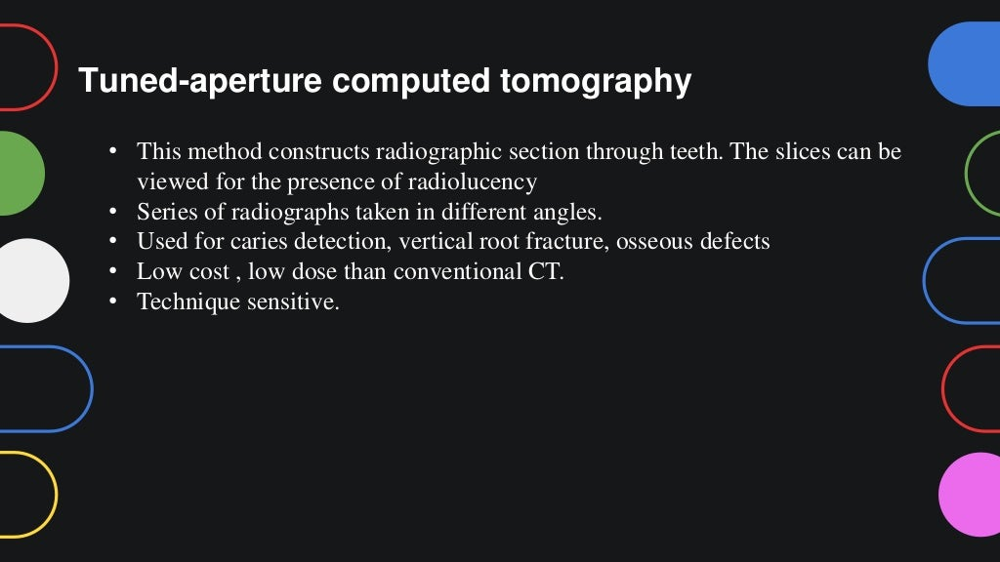 Tuned-aperture computed tomography
• This method constructs radiographic section through teeth. The slices can be
viewed for the presence of radiolucency
• Series of radiographs taken in different angles.
• Used for caries detection, vertical root fracture, osseous defects
• Low cost , low dose than conventional CT.
• Technique sensitive.